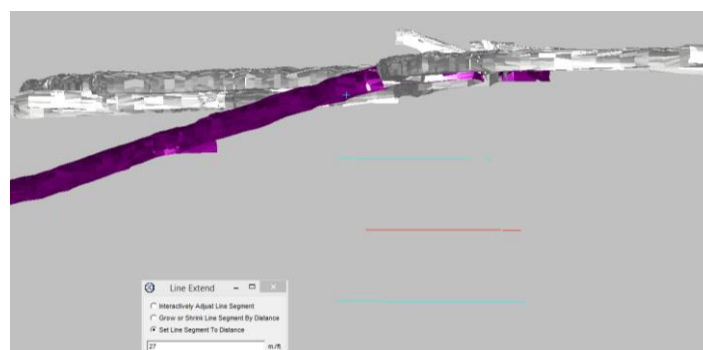 Line Extend
Interactively Adjust Line Segment
Grow or Shrink Line Segment By Distance
Set Line Segment To Distance
27 m/ft.